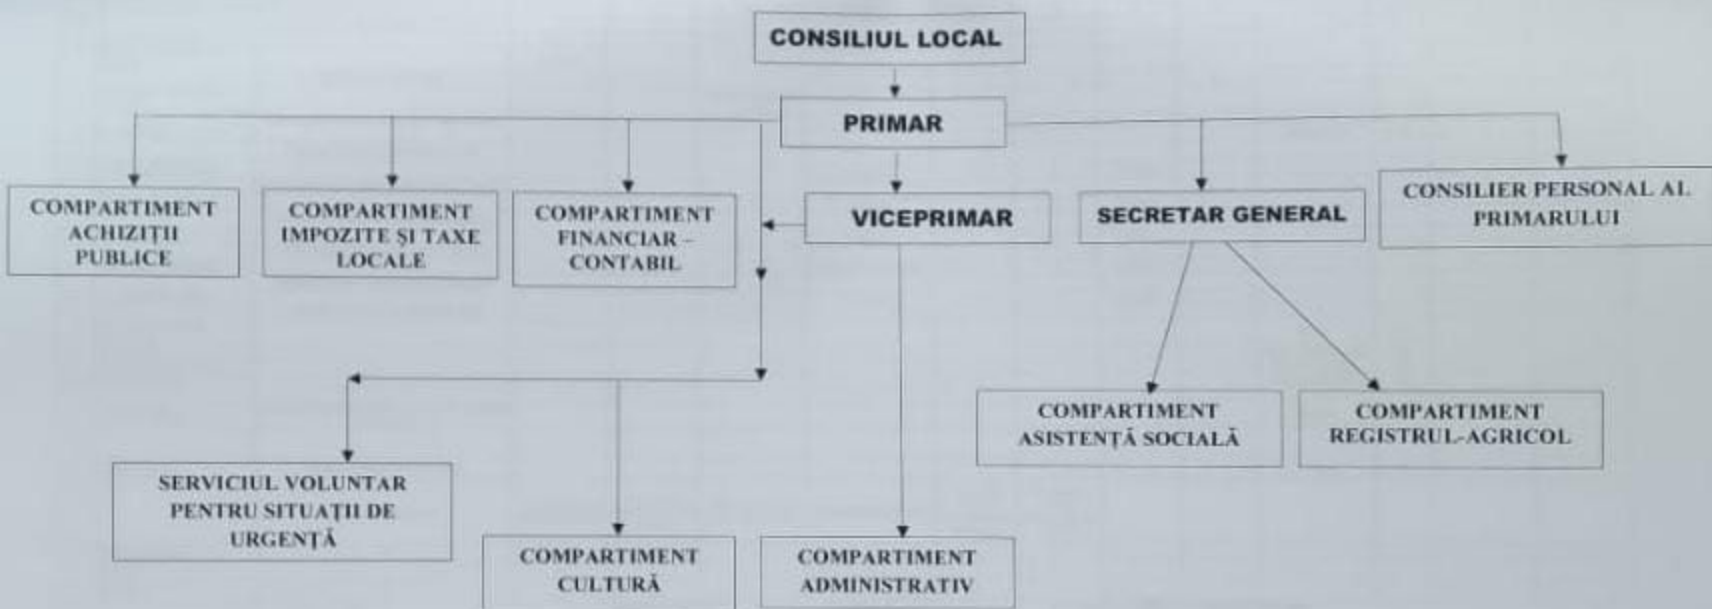 CONSILIUL LOCAL
PRIMAR
COMPARTIMENT
ACHIZIȚII
PUBLICE
COMPARTIMENT
IMPOZITE ȘI TAXE
LOCALE
COMPARTIMENT
FINANCIAR –
CONTABIL
VICEPRIMAR
SECRETAR GENERAL
CONSILIER PERSONAL AL
PRIMARULUI
COMPARTIMENT
ASISTENȚĂ SOCIALĂ
COMPARTIMENT
REGISTRUL-AGRICOL
SERVICIUL VOLUNTAR
PENTRU SITUAȚII DE
URGENȚĂ
COMPARTIMENT
CULTURĂ
COMPARTIMENT
ADMINISTRATIV